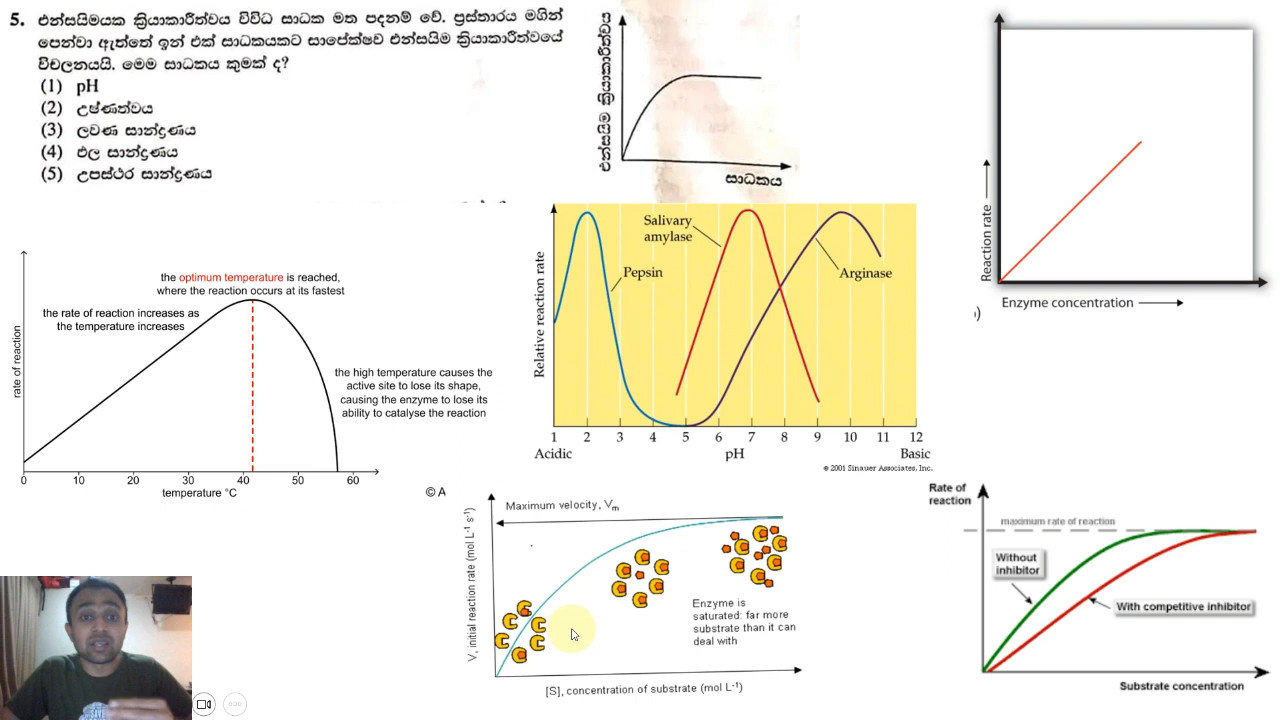 5. එන්සයිමයක ක්‍රියාකාරීත්වය විවිධ සාධක මත පදනම් වේ. ප්‍රස්තාරය මගින්
පෙන්වා ඇත්තේ ඉන් එක් සාධකයකට සාපේක්ෂව එන්සයිම ක්‍රියාකාරීත්වයේ
විචලනයයි. මෙම සාධකය කුමක් ද?
(1) pH
(2) උෂ්ණත්වය
(3) ලවණ සාන්ද්‍රණය
(4) ඵල සාන්ද්‍රණය
(5) උපස්ථර සාන්ද්‍රණය
එන්සයිම ක්‍රියාකාරීත්වය
සාධකය
Reaction rate
Enzyme concentration
)
the optimum temperature is reached,
where the reaction occurs at its fastest
the rate of reaction increases as
the temperature increases
the high temperature causes the
active site to lose its shape,
causing the enzyme to lose its
ability to catalyse the reaction
rate of reaction
0 10 20 30 40 50 60
temperature °C
© A
Salivary
amylase
Pepsin
Arginase
Relative reaction rate
1 2 3 4 5 6 7 8 9 10 11 12
Acidic pH Basic
© 2001 Sinauer Associates, Inc.
Maximum velocity, Vm
V, initial reaction rate (mol L-1 s-1)
Enzyme is
saturated: far more
substrate than it can
deal with
[S], concentration of substrate (mol L-1)
Rate of
reaction
maximum rate of reaction
Without
inhibitor
With competitive inhibitor
Substrate concentration